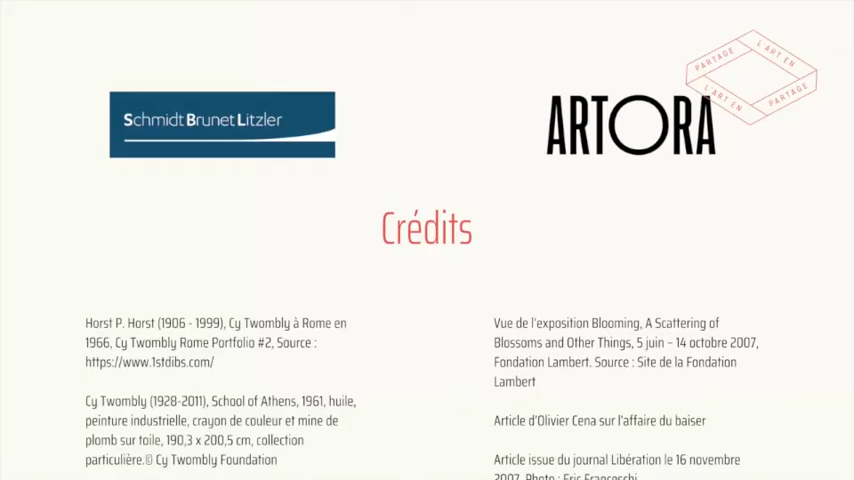 Schmidt Brunet Litzler
ARTORA
L'ART EN
PARTAGE
L'ART EN
PARTAGE
Crédits
Horst P. Horst (1906 - 1999), Cy Twombly à Rome en
1966, Cy Twombly Rome Portfolio #2, Source :
https://www.1stdibs.com/
Cy Twombly (1928-2011), School of Athens, 1961, huile,
peinture industrielle, crayon de couleur et mine de
plomb sur toile, 190,3 x 200,5 cm, collection
particulière.© Cy Twombly Foundation
Vue de l'exposition Blooming, A Scattering of
Blossoms and Other Things, 5 juin – 14 octobre 2007,
Fondation Lambert. Source : Site de la Fondation
Lambert
Article d'Olivier Cena sur l'affaire du baiser
Article issue du journal Libération le 16 novembre
2007. Photo : Eric Franceschi